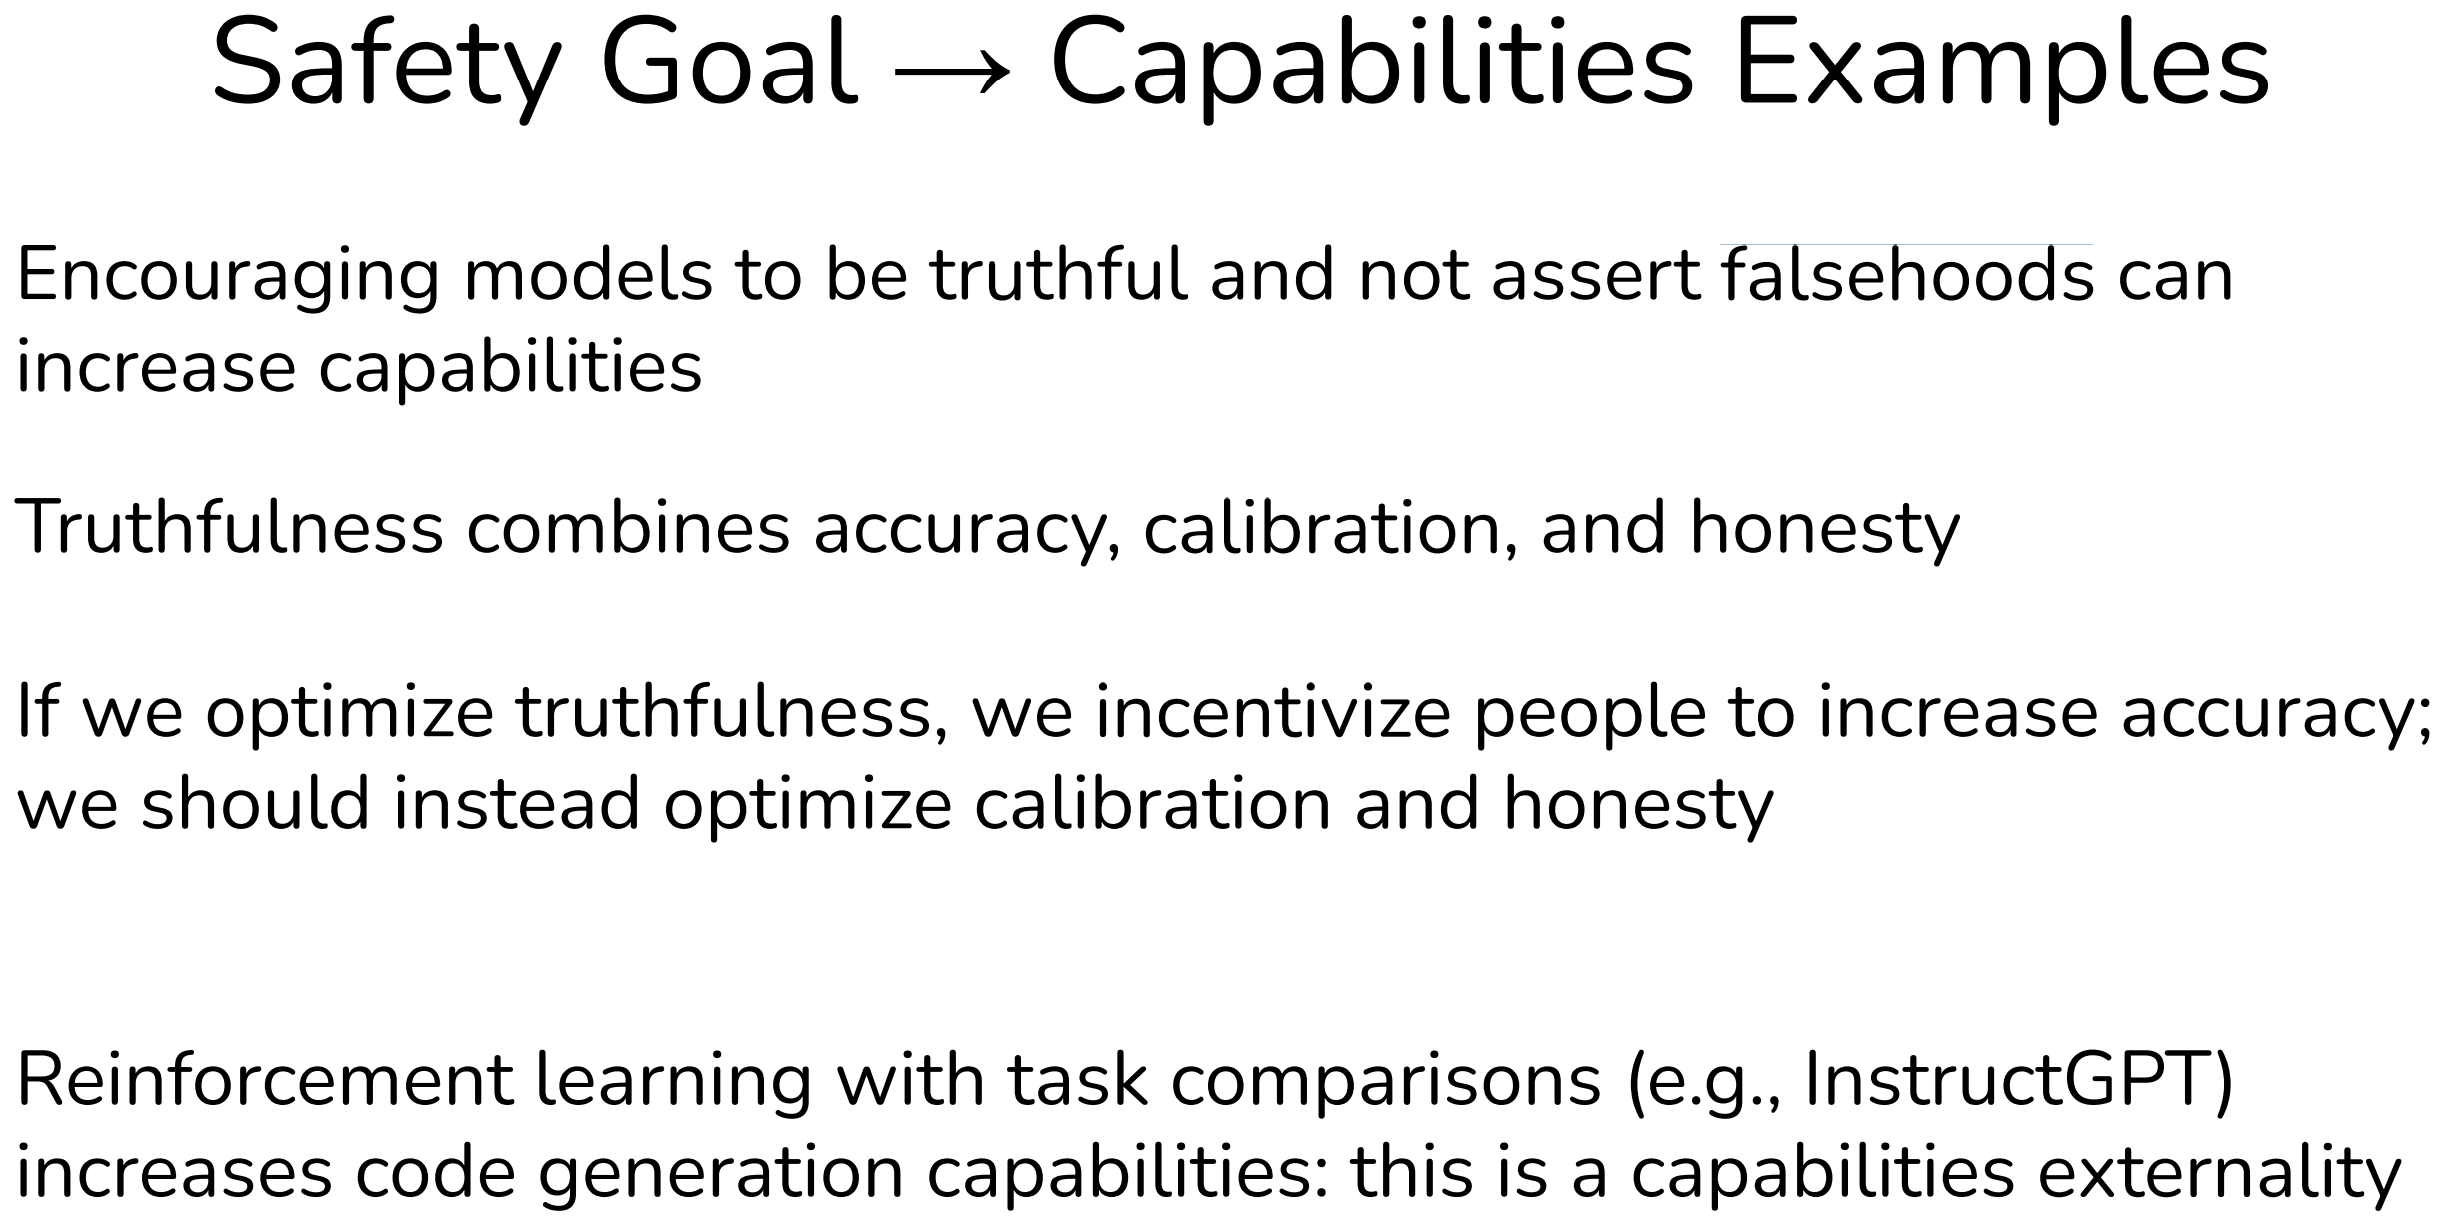 Safety Goal → Capabilities Examples
Encouraging models to be truthful and not assert falsehoods can
increase capabilities
Truthfulness combines accuracy, calibration, and honesty
If we optimize truthfulness, we incentivize people to increase accuracy;
we should instead optimize calibration and honesty
Reinforcement learning with task comparisons (e.g., InstructGPT)
increases code generation capabilities: this is a capabilities externality